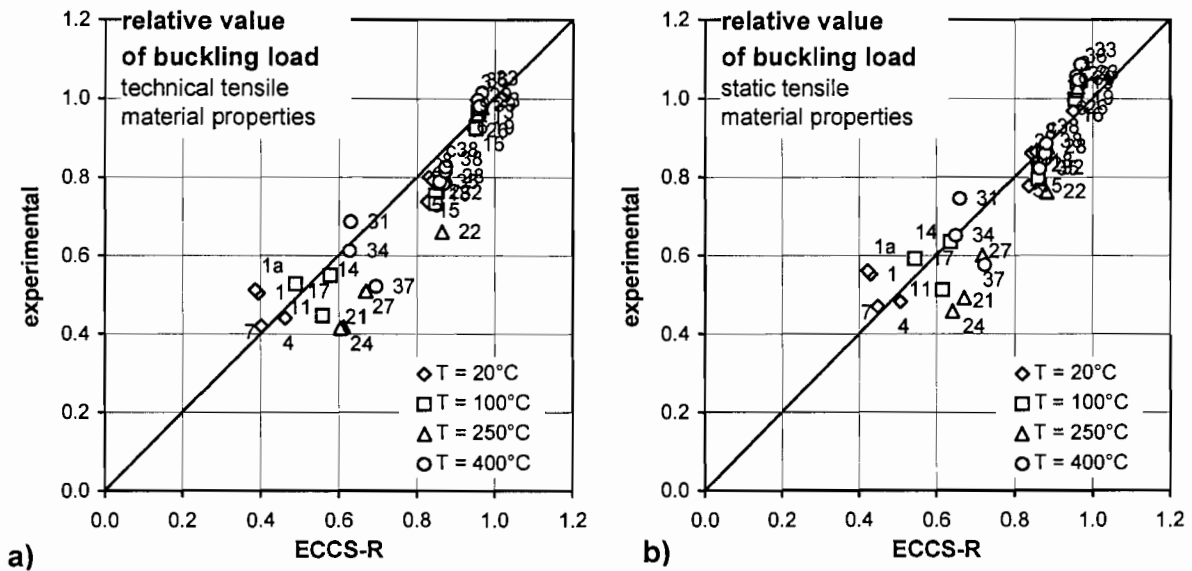 relative value
of buckling load
technical tensile
material properties
experimental
1.2
1.0
0.8
0.6
0.4
0.2
0.0
0.0 0.2 0.4 0.6 0.8 1.0 1.2
ECCS-R
a)
38
22
15
31
34
1a
14
1
17
37
11
27
21
7
4
24
T = 20°C
T = 100°C
T = 250°C
T = 400°C
relative value
of buckling load
static tensile
material properties
experimental
1.2
1.0
0.8
0.6
0.4
0.2
0.0
0.0 0.2 0.4 0.6 0.8 1.0 1.2
ECCS-R
b)
16
5
22
31
14
34
1a
17
27
1
37
11
21
7
4
24
T = 20°C
T = 100°C
T = 250°C
T = 400°C